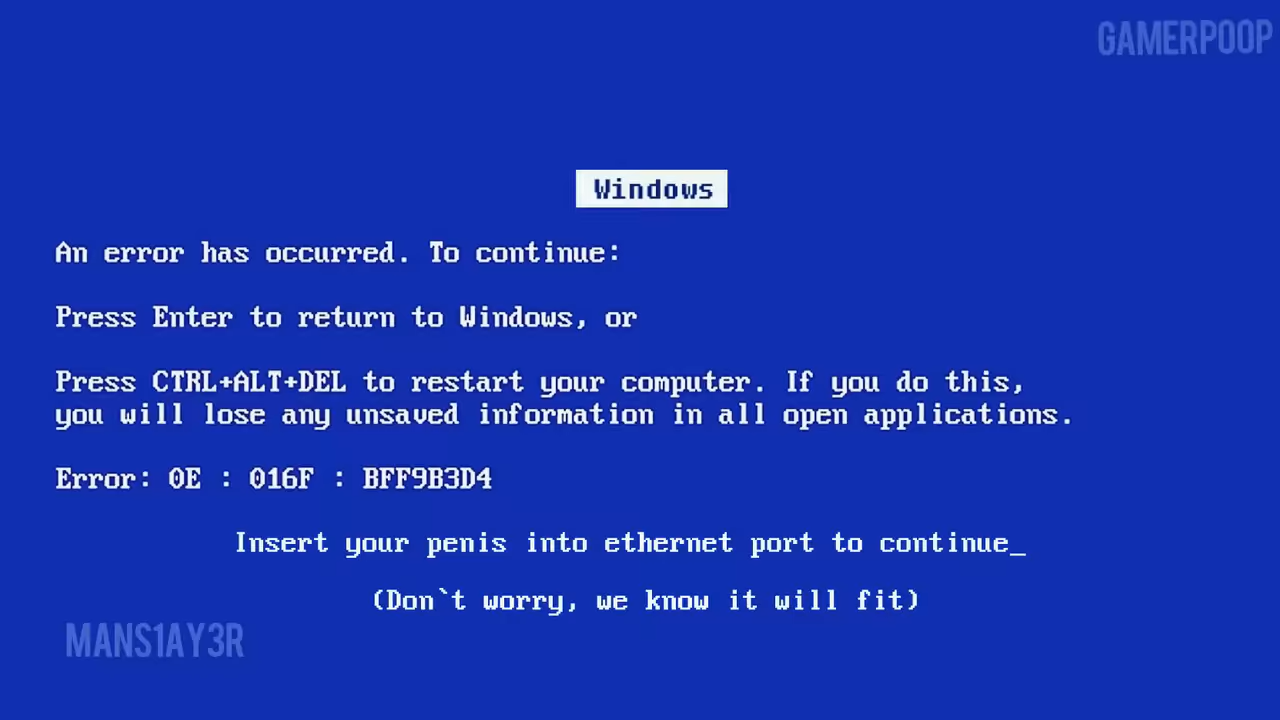 GAMERPOOP
Windows
An error has occurred. To continue:
Press Enter to return to Windows, or
Press CTRL+ALT+DEL to restart your computer. If you do this,
you will lose any unsaved information in all open applications.
Error: 0E : 016F : BFF9B3D4
Insert your penis into ethernet port to continue_
(Don`t worry, we know it will fit)
MANS1AY3R